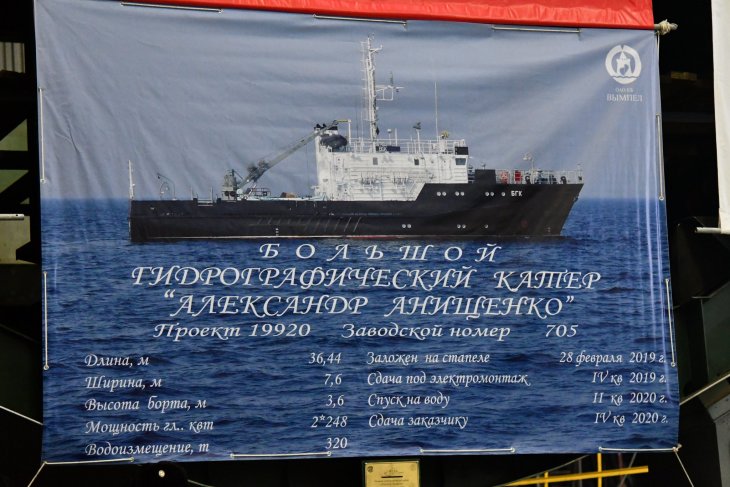 ОАО КБ
ВЫМПЕЛ
БГК
БОЛЬШОЙ
ГИДРОГРАФИЧЕСКИЙ КАТЕР
"АЛЕКСАНДР АНИЩЕНКО"
Проект 19920 Заводской номер 705
Длина, м 36,44 Заложен на стапеле 28 февраля 2019 г.
Ширина, м 7,6 Сдача под электромонтаж IV кв 2019 г.
Высота борта, м 3,6 Спуск на воду II кв 2020 г.
Мощность гл.. квт 2*248 Сдача заказчику IV кв 2020 г.
Водоизмещение, т 320